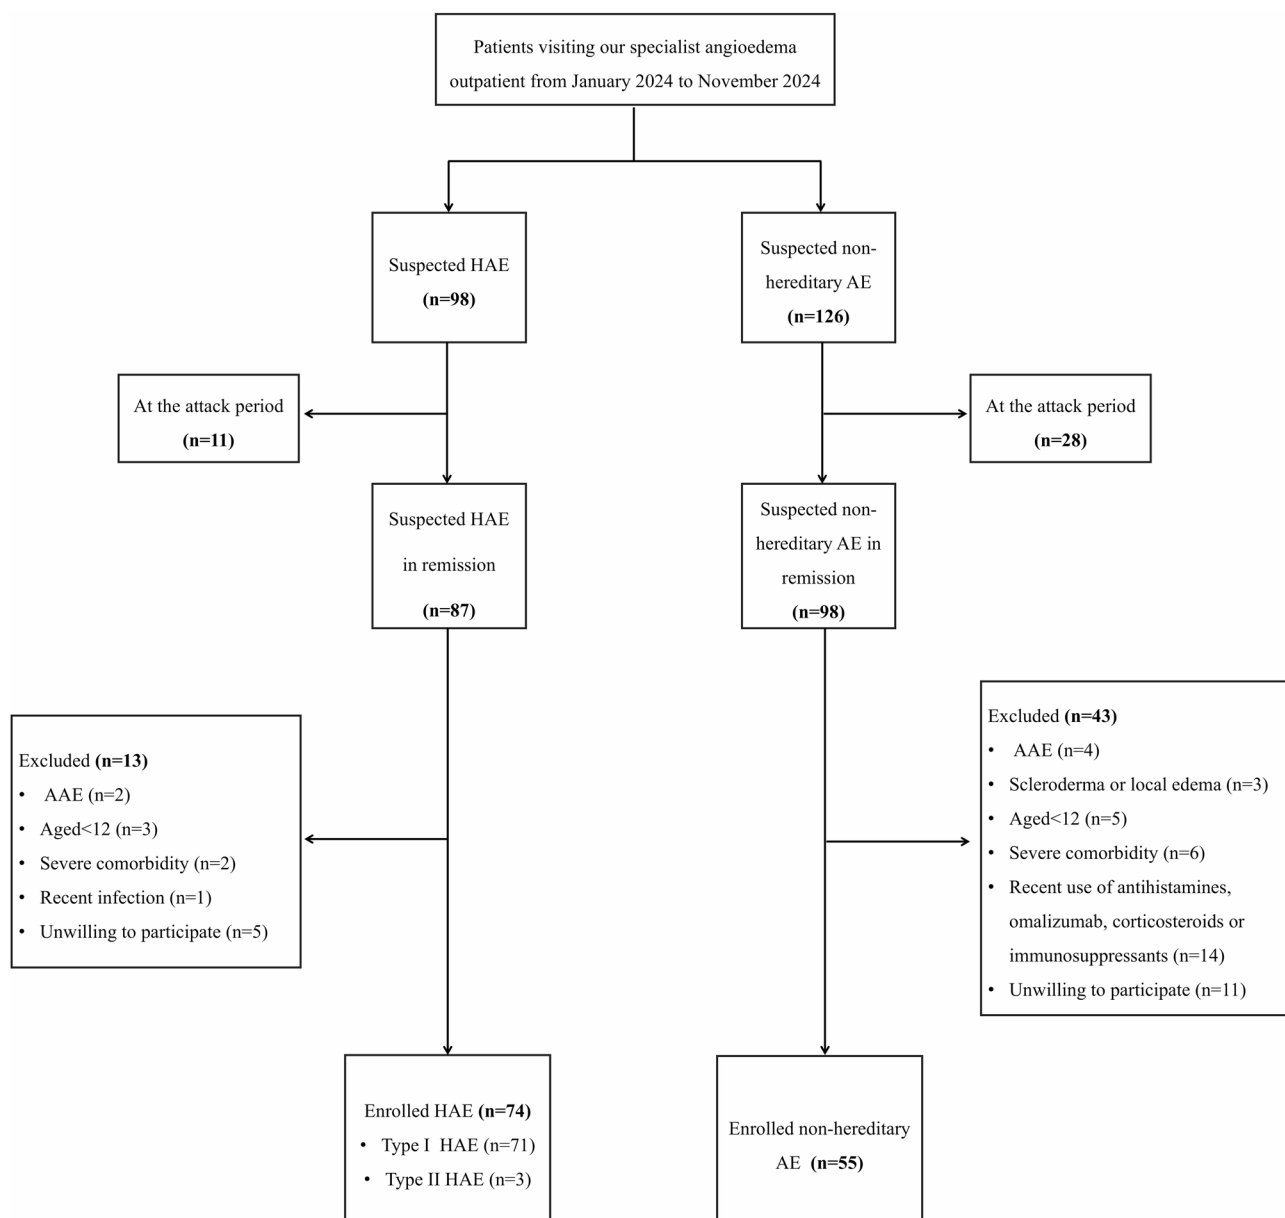 Patients visiting our specialist angioedema
outpatient from January 2024 to November 2024
Suspected HAE
(n=98)
Suspected non-
hereditary AE
(n=126)
At the attack period
(n=11)
At the attack period
(n=28)
Suspected HAE
in remission
(n=87)
Suspected non-
hereditary AE in
remission
(n=98)
Excluded (n=13)
• AAE (n=2)
• Aged<12 (n=3)
• Severe comorbidity (n=2)
• Recent infection (n=1)
• Unwilling to participate (n=5)
Excluded (n=43)
• AAE (n=4)
• Scleroderma or local edema (n=3)
• Aged<12 (n=5)
• Severe comorbidity (n=6)
• Recent use of antihistamines,
omalizumab, corticosteroids or
immunosuppressants (n=14)
• Unwilling to participate (n=11)
Enrolled HAE (n=74)
• Type I HAE (n=71)
• Type II HAE (n=3)
Enrolled non-hereditary
AE (n=55)